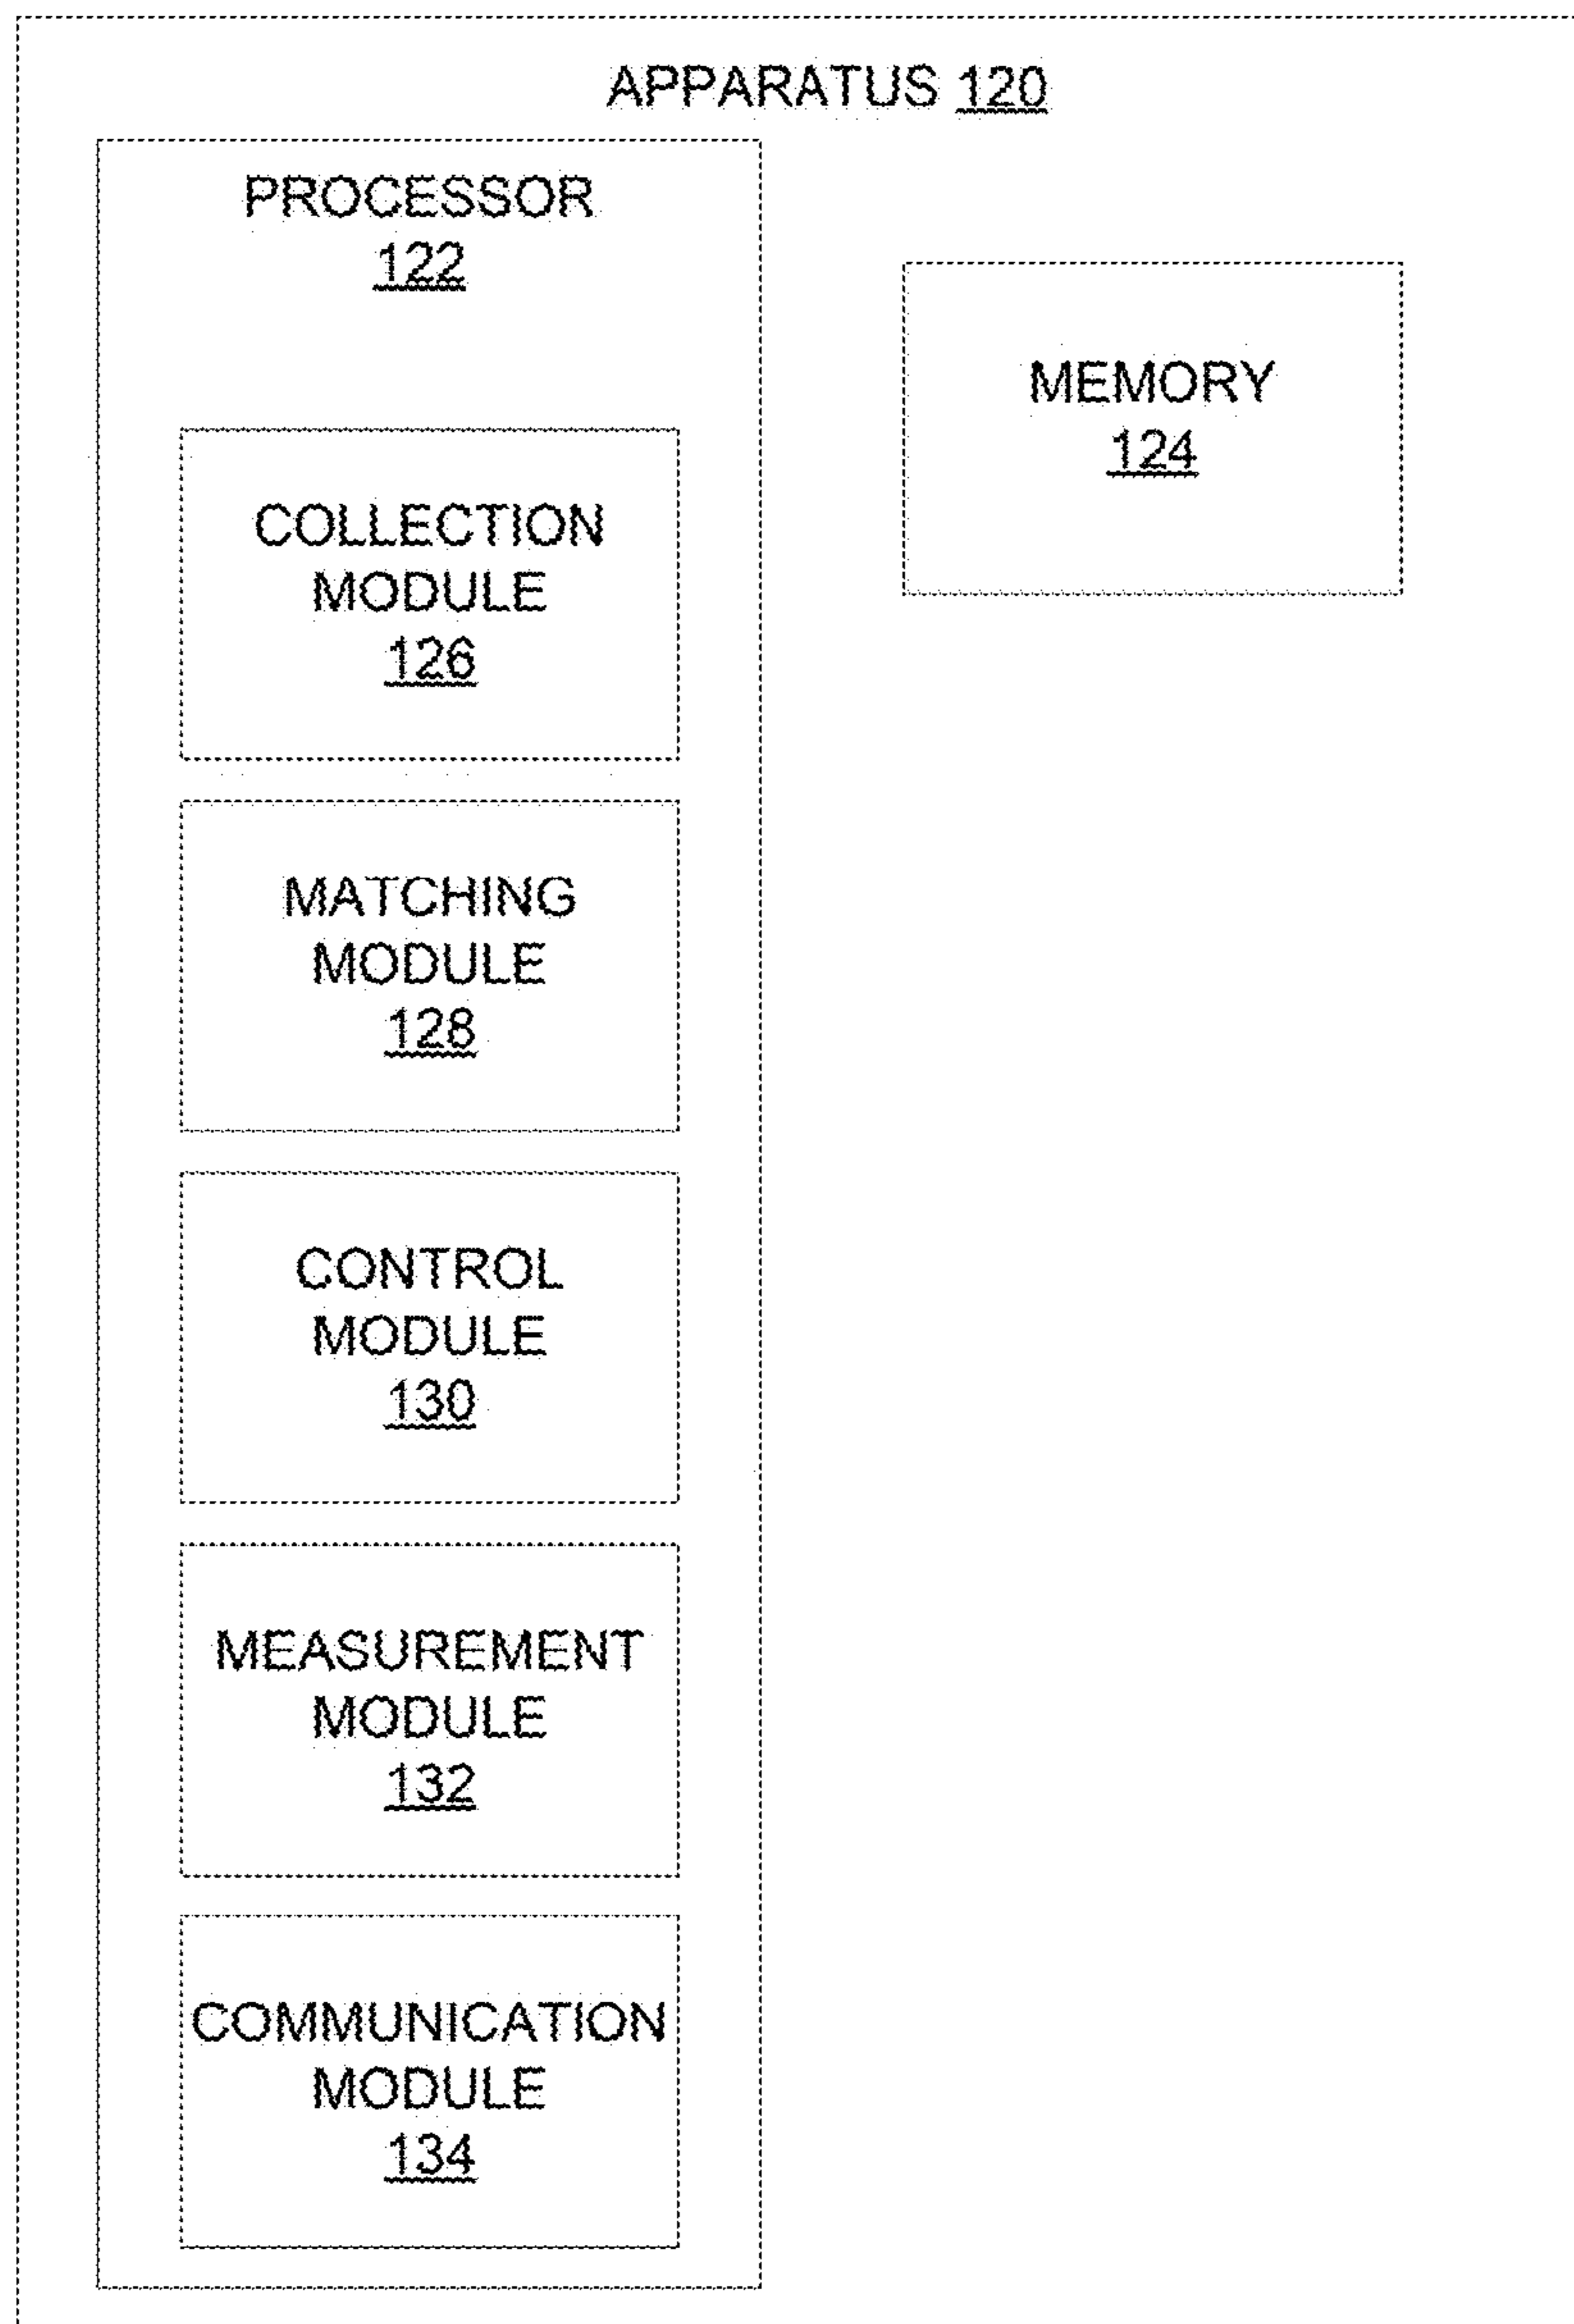 APPARATUS 120
PROCESSOR
122
MEMORY
124
COLLECTION
MODULE
126
MATCHING
MODULE
128
CONTROL
MODULE
130
MEASUREMENT
MODULE
132
COMMUNICATION
MODULE
134